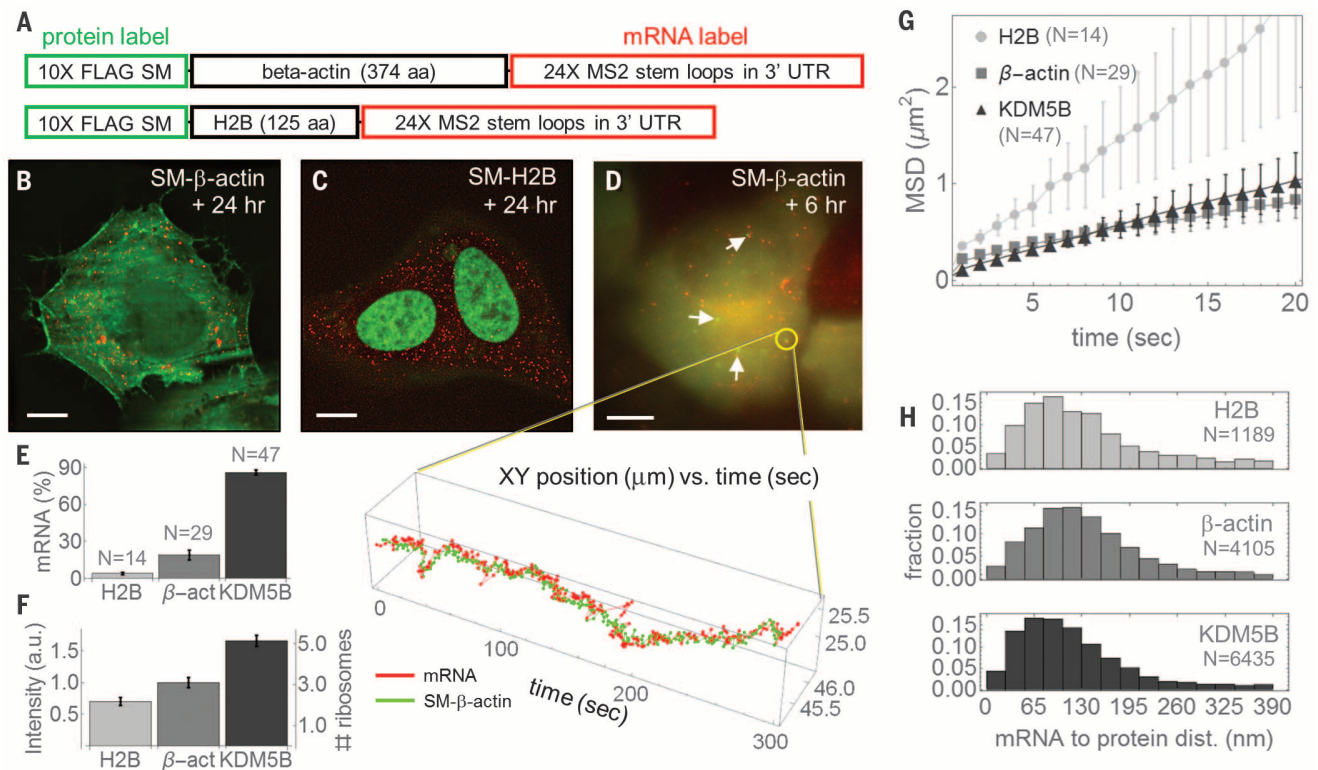 A
protein label
mRNA label
10X FLAG SM
beta-actin (374 aa)
24X MS2 stem loops in 3' UTR
10X FLAG SM
H2B (125 aa)
24X MS2 stem loops in 3' UTR
B
SM-β-actin
+ 24 hr
C
SM-H2B
+ 24 hr
D
SM-β-actin
+ 6 hr
XY position (μm) vs. time (sec)
0
100
200
300
time (sec)
25.5
25.0
46.0
45.5
mRNA
SM-β-actin
E
mRNA (%)
90
60
30
0
N=14
N=29
N=47
H2B
β-act
KDM5B
F
Intensity (a.u.)
1.5
1.0
0.5
5.0
3.0
1.0
# ribosomes
H2B
β-act
KDM5B
G
MSD (μm²)
2
1
0
H2B (N=14)
β-actin (N=29)
KDM5B
(N=47)
5
10
15
20
time (sec)
H
fraction
0.15
0.10
0.05
0.00
H2B
N=1189
0.15
0.10
0.05
0.00
β-actin
N=4105
0.15
0.10
0.05
0.00
KDM5B
N=6435
0
65
130
195
260
325
390
mRNA to protein dist. (nm)